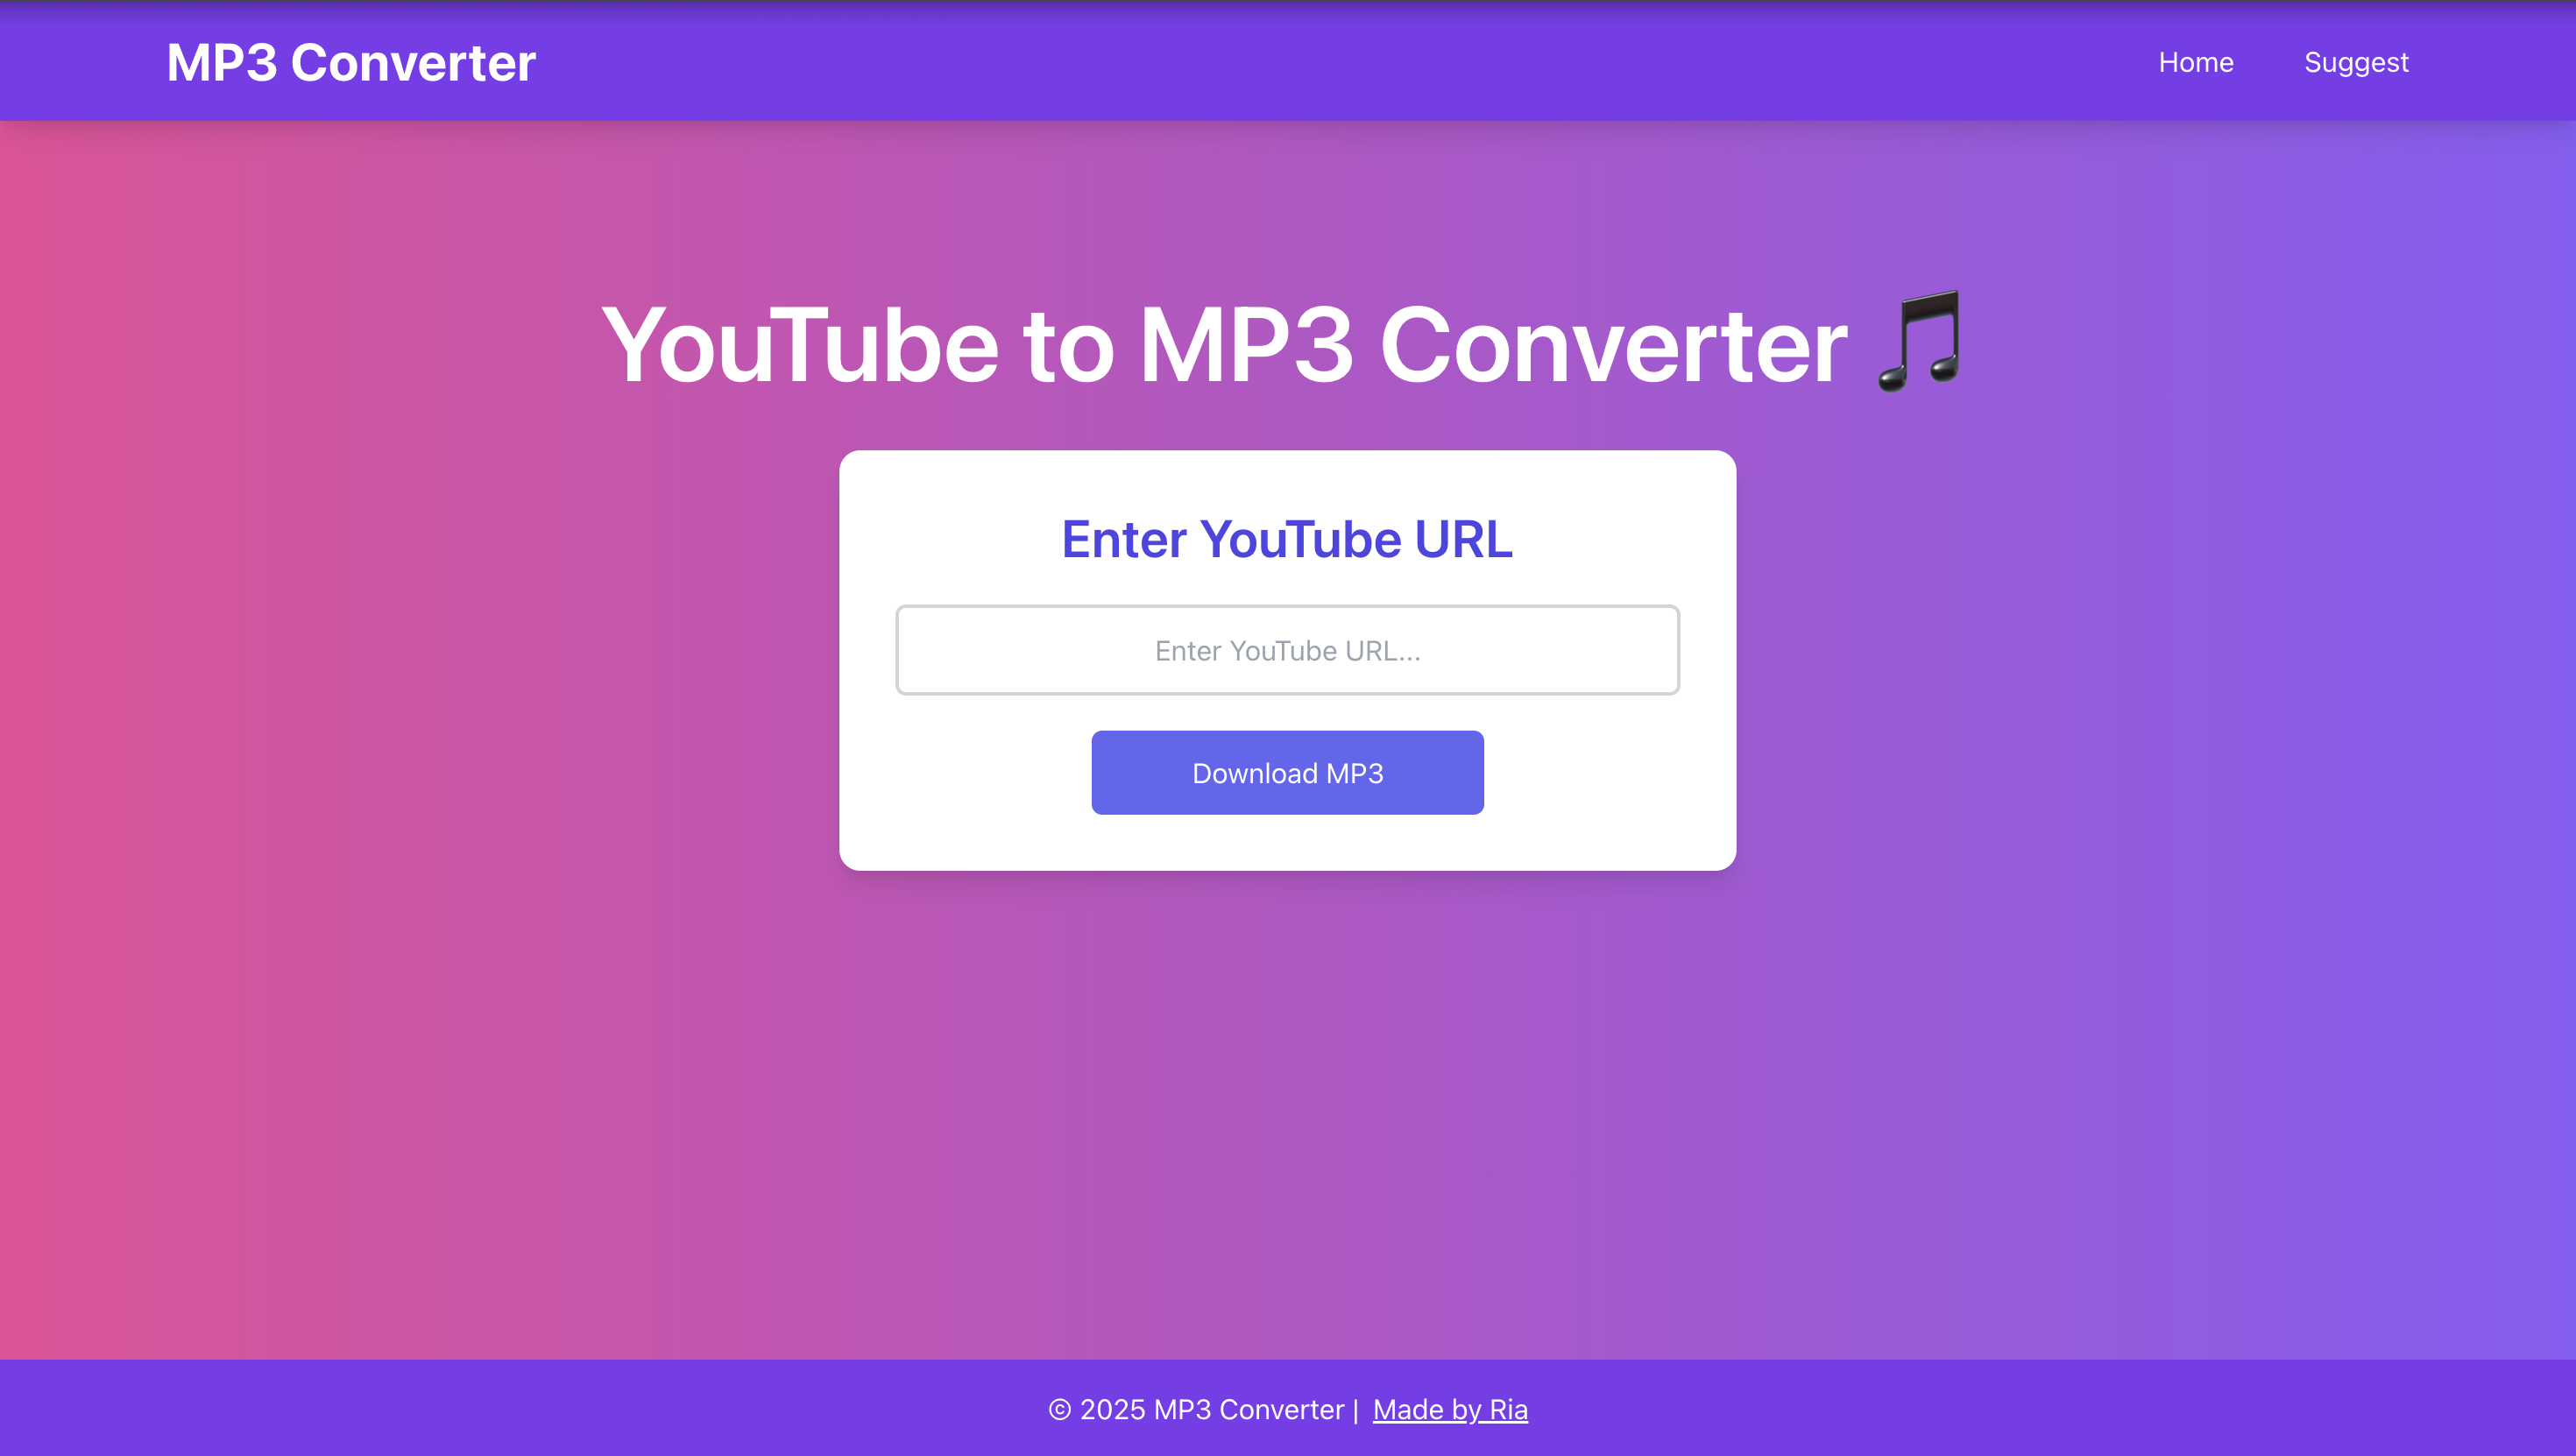 MP3 Converter
Home
Suggest
YouTube to MP3 Converter 🎵
Enter YouTube URL
Enter YouTube URL...
Download MP3
© 2025 MP3 Converter | Made by Ria